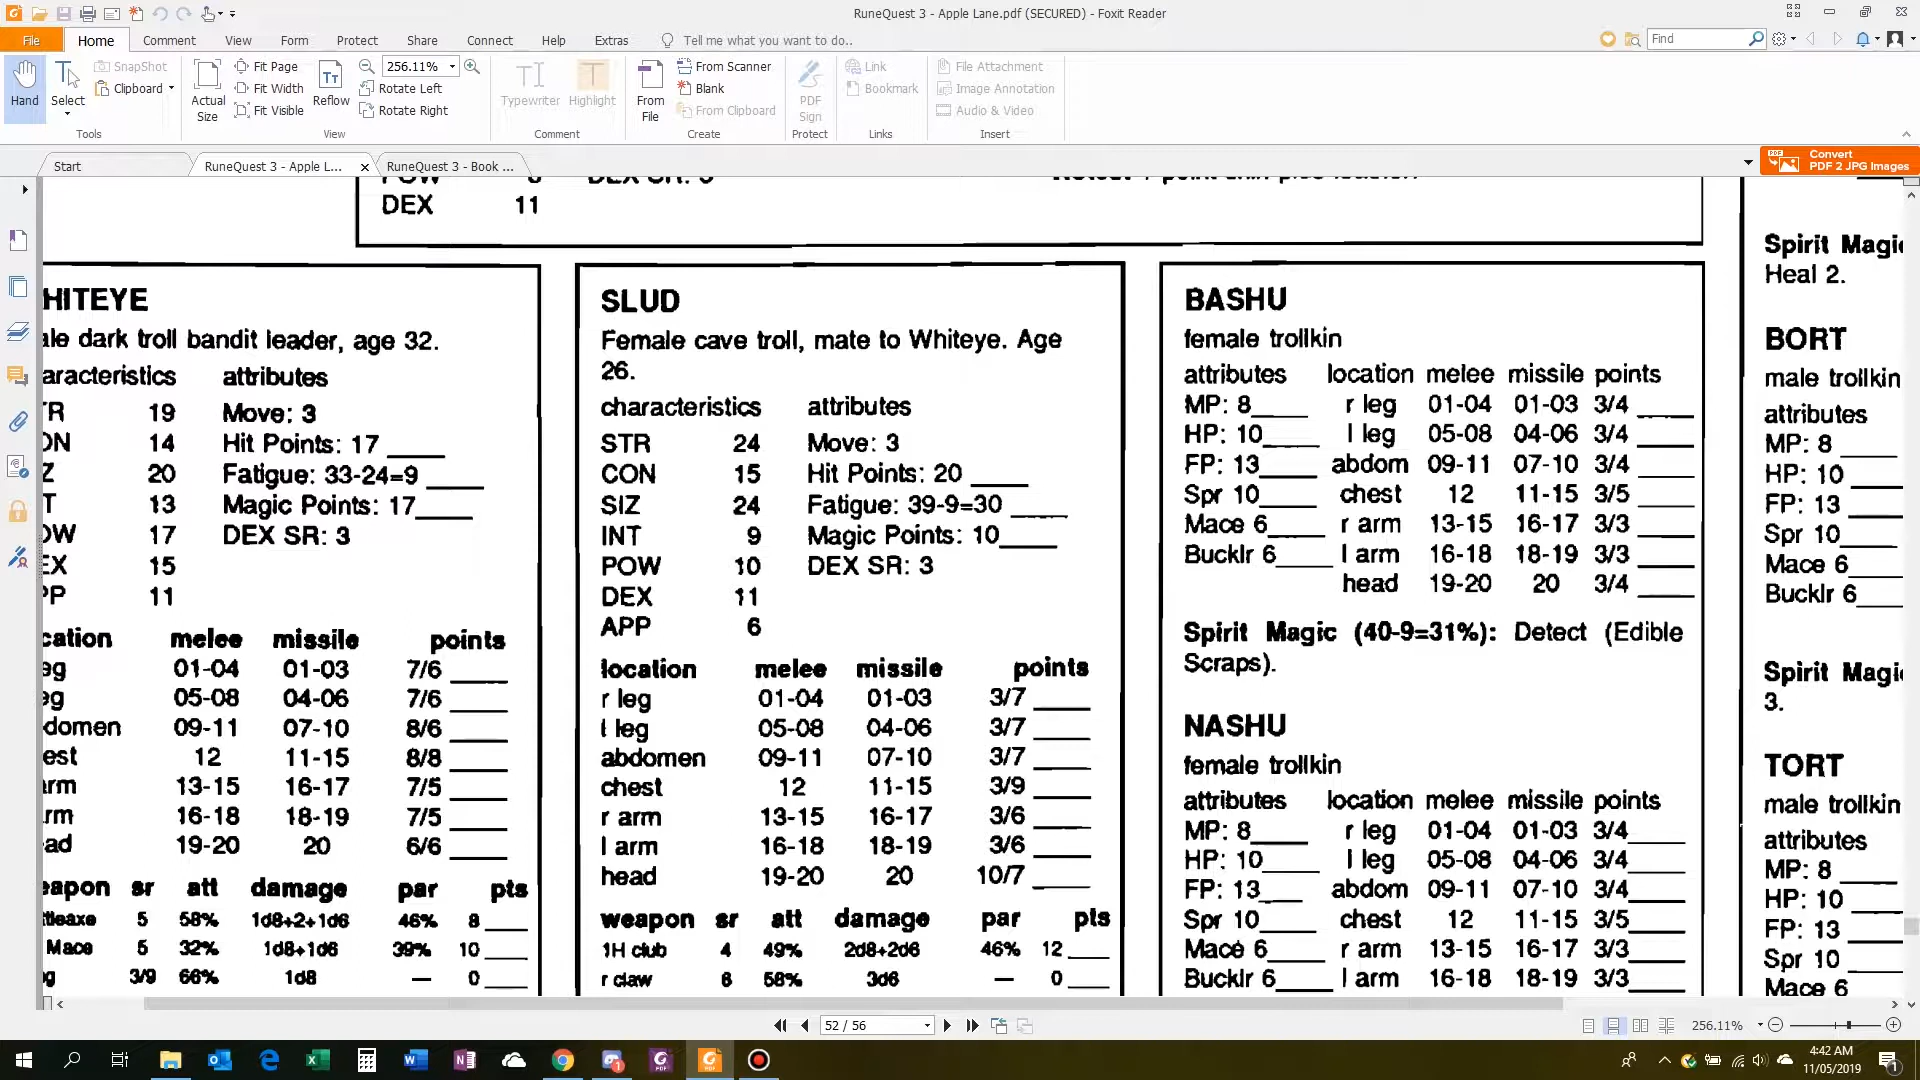 RuneQuest 3 - Apple Lane.pdf (SECURED) - Foxit Reader
File Home Comment View Form Protect Share Connect Help Extras Tell me what you want to do.. Find
Hand
Select
SnapShot
Clipboard
Tools
Actual Size
Fit Page
Fit Width
Fit Visible
Reflow
256.11%
Rotate Left
Rotate Right
View
Typewriter
Highlight
Comment
From File
From Scanner
Blank
From Clipboard
Create
PDF Sign
Protect
Link
Bookmark
Links
File Attachment
Image Annotation
Audio & Video
Insert
Start
RuneQuest 3 - Apple L...
RuneQuest 3 - Book ...
Convert
PDF 2 JPG Images
DEX 11
HITEYE
ale dark troll bandit leader, age 32.
aracteristics attributes
TR 19 Move: 3
ON 14 Hit Points: 17
Z 20 Fatigue: 33-24=9
T 13 Magic Points: 17
OW 17 DEX SR: 3
EX 15
PP 11
cation melee missile points
eg 01-04 01-03 7/6
eg 05-08 04-06 7/6
domen 09-11 07-10 8/6
est 12 11-15 8/8
arm 13-15 16-17 7/5
rm 16-18 18-19 7/5
ad 19-20 20 6/6
eapon sr att damage par pts
ttleaxe 5 58% 1d8+2+1d6 46% 8
Mace 5 32% 1d8+1d6 39% 10
g 3/9 66% 1d8 — 0
SLUD
Female cave troll, mate to Whiteye. Age
26.
characteristics attributes
STR 24 Move: 3
CON 15 Hit Points: 20
SIZ 24 Fatigue: 39-9=30
INT 9 Magic Points: 10
POW 10 DEX SR: 3
DEX 11
APP 6
location melee missile points
r leg 01-04 01-03 3/7
l leg 05-08 04-06 3/7
abdomen 09-11 07-10 3/7
chest 12 11-15 3/9
r arm 13-15 16-17 3/6
l arm 16-18 18-19 3/6
head 19-20 20 10/7
weapon sr att damage par pts
1H club 4 49% 2d8+2d6 46% 12
r claw 6 58% 3d6 — 0
BASHU
female trollkin
attributes location melee missile points
MP: 8 r leg 01-04 01-03 3/4
HP: 10 l leg 05-08 04-06 3/4
FP: 13 abdom 09-11 07-10 3/4
Spr 10 chest 12 11-15 3/5
Mace 6 r arm 13-15 16-17 3/3
Bucklr 6 l arm 16-18 18-19 3/3
head 19-20 20 3/4
Spirit Magic (40-9=31%): Detect (Edible
Scraps).
NASHU
female trollkin
attributes location melee missile points
MP: 8 r leg 01-04 01-03 3/4
HP: 10 l leg 05-08 04-06 3/4
FP: 13 abdom 09-11 07-10 3/4
Spr 10 chest 12 11-15 3/5
Mace 6 r arm 13-15 16-17 3/3
Bucklr 6 l arm 16-18 18-19 3/3
Spirit Magic
Heal 2.
BORT
male trollkin
attributes
MP: 8
HP: 10
FP: 13
Spr 10
Mace 6
Bucklr 6
Spirit Magic
3.
TORT
male trollkin
attributes
MP: 8
HP: 10
FP: 13
Spr 10
Mace 6
52 / 56
256.11%
4:42 AM
11/05/2019